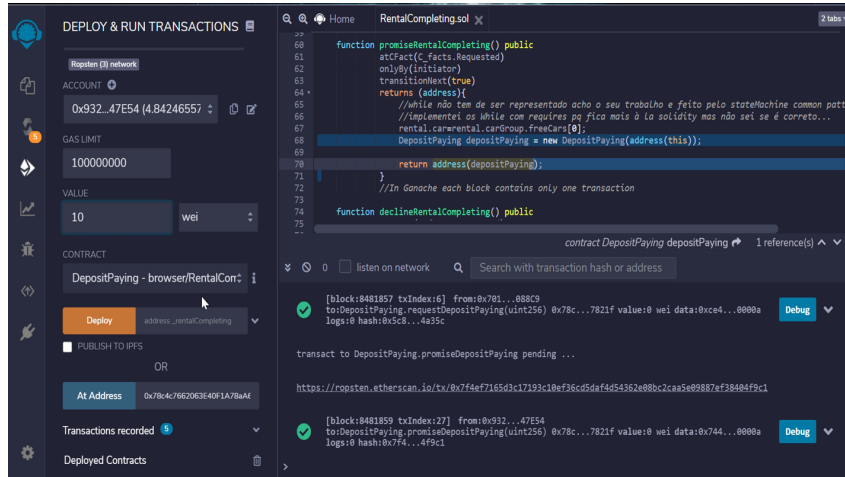 DEPLOY & RUN TRANSACTIONS
Ropsten (3) network
ACCOUNT
0x932...47E54 (4.84246557
GAS LIMIT
100000000
VALUE
10
wei
CONTRACT
DepositPaying - browser/RentalCom
Deploy
address _rentalCompleting
PUBLISH TO IPFS
OR
At Address
0x78c4c7662063E40F1A78aAE
Transactions recorded 5
Deployed Contracts
5
Home
RentalCompleting.sol
2 tabs
59
60 function promiseRentalCompleting() public
61 atCFact(C_facts.Requested)
62 onlyBy(initiator)
63 transitionNext(true)
64 returns (address){
65 //while não tem de ser representado acho o seu trabalho e feito pelo stateMachine common patt
66 //implementei os While com requires pq fica mais à la solidity mas não sei se é correto...
67 rental.car=rental.carGroup.freeCars[0];
68 DepositPaying depositPaying = new DepositPaying(address(this));
69
70 return address(depositPaying);
71 }
72 //In Ganache each block contains only one transaction
73
74 function declineRentalCompleting() public
75
contract DepositPaying depositPaying
1 reference(s)
0
listen on network
Search with transaction hash or address
[block:8481857 txIndex:6] from:0x701...088C9
to:DepositPaying.requestDepositPaying(uint256) 0x78c...7821f value:0 wei data:0xce4...0000a
logs:0 hash:0x5c8...4a35c
Debug
transact to DepositPaying.promiseDepositPaying pending ...
https://ropsten.etherscan.io/tx/0x7f4ef7165d3c17193c10ef36cd5daf4d54362e08bc2caa5e09887ef38404f9c1
[block:8481859 txIndex:27] from:0x932...47E54
to:DepositPaying.promiseDepositPaying(uint256) 0x78c...7821f value:0 wei data:0x744...0000a
logs:0 hash:0x7f4...4f9c1
Debug
>